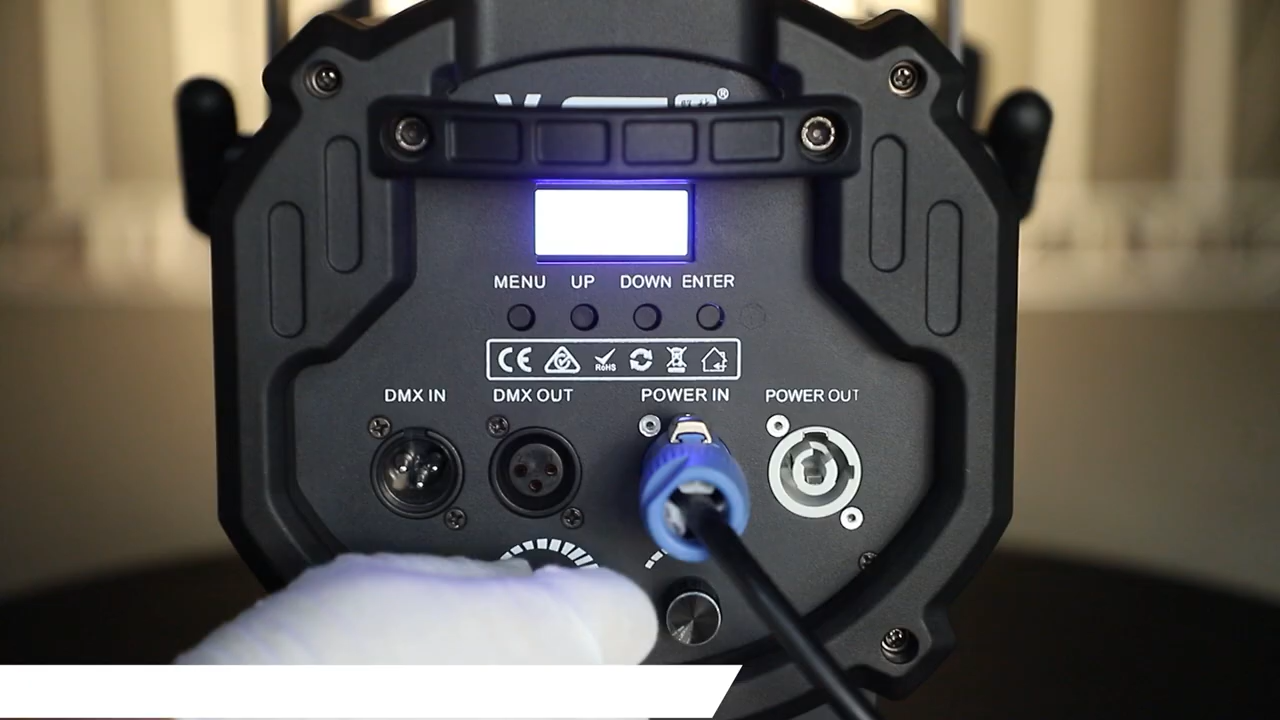 ®
MENU UP DOWN ENTER
CE RoHS
DMX IN DMX OUT POWER IN POWER OUT